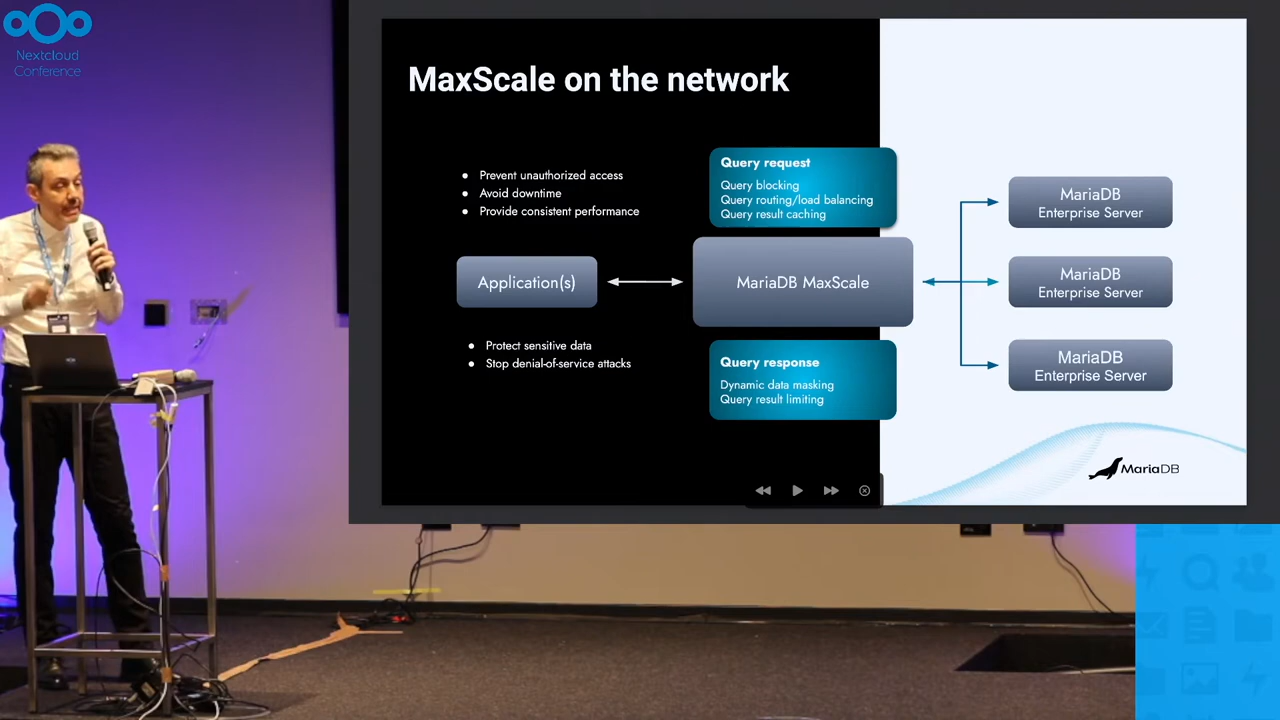 Nextcloud
Conference
MaxScale on the network
● Prevent unauthorized access
● Avoid downtime
● Provide consistent performance
Query request
Query blocking
Query routing/load balancing
Query result caching
Application(s)
MariaDB MaxScale
MariaDB
Enterprise Server
MariaDB
Enterprise Server
MariaDB
Enterprise Server
● Protect sensitive data
● Stop denial-of-service attacks
Query response
Dynamic data masking
Query result limiting
MariaDB